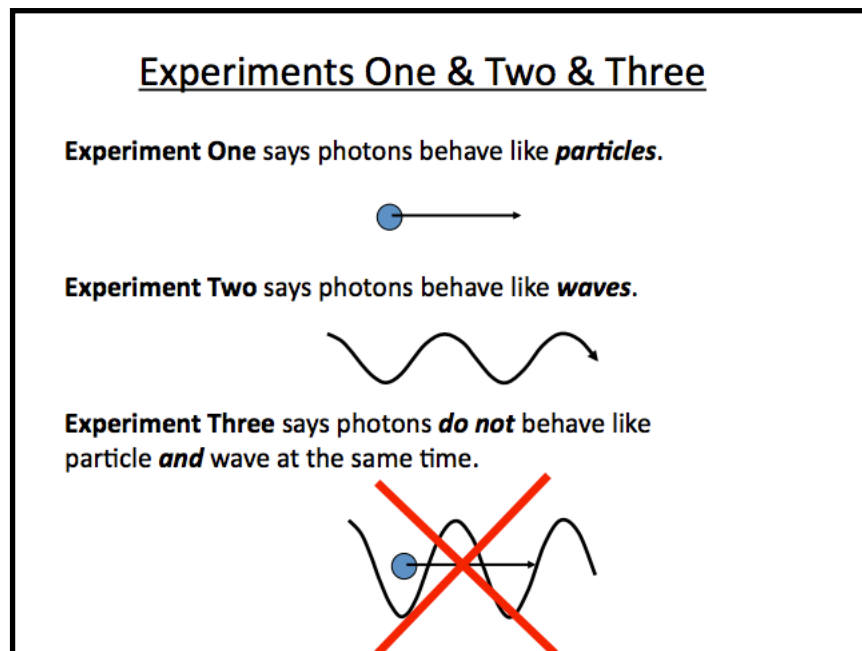 Experiments One & Two & Three
Experiment One says photons behave like particles.
Experiment Two says photons behave like waves.
Experiment Three says photons do not behave like
particle and wave at the same time.